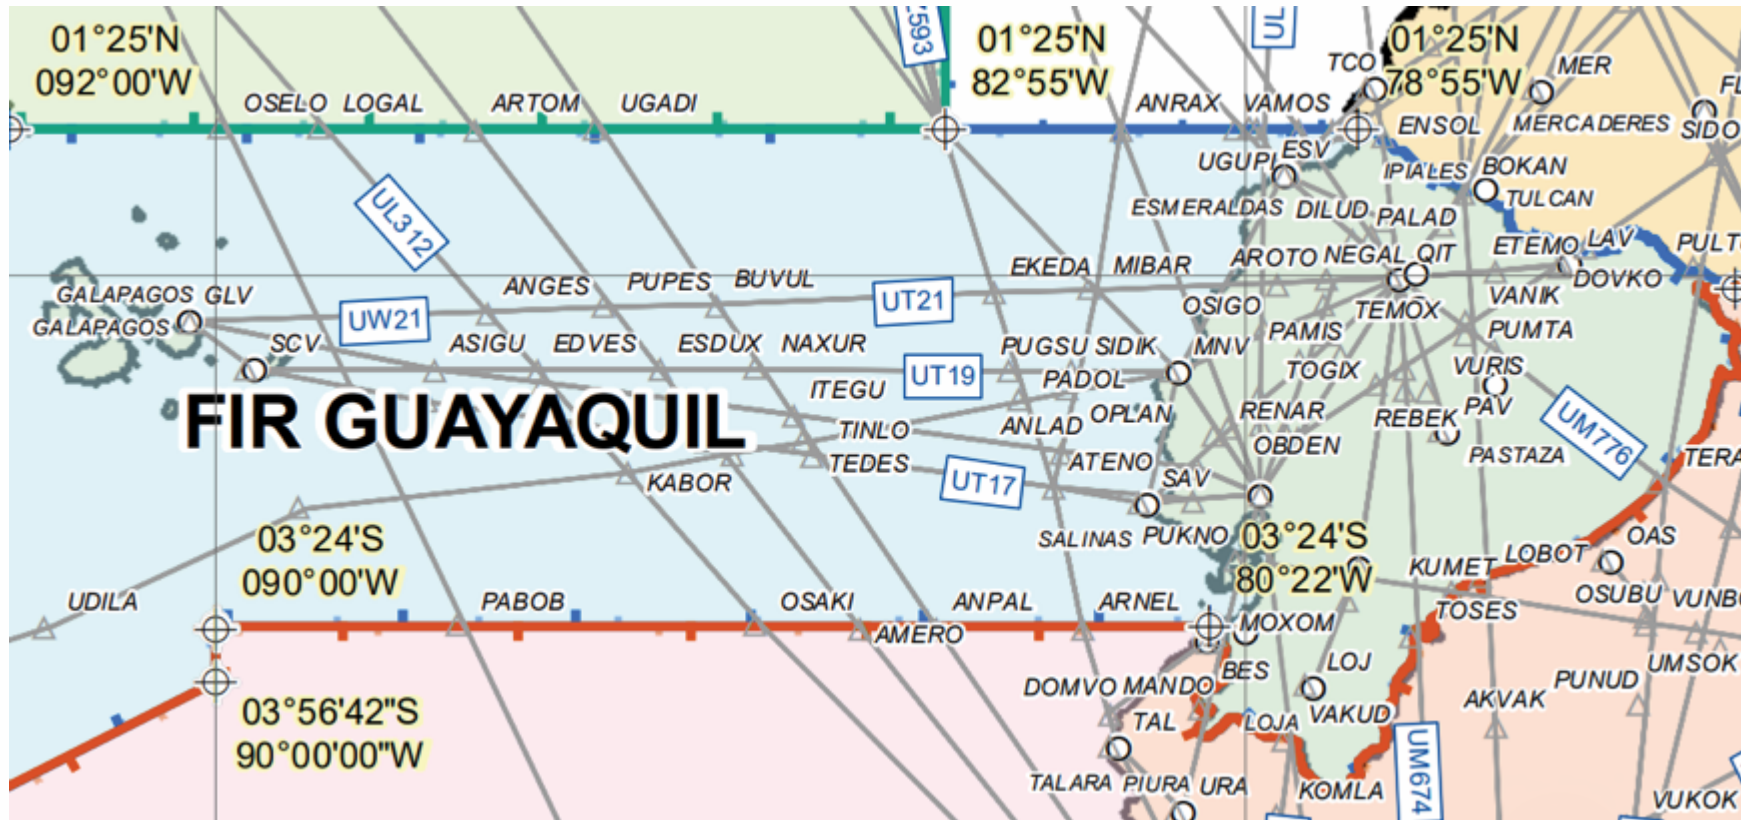 01°25'N
092°00'W
Z593
01°25'N
82°55'W
UL
TCO
01°25'N
78°55'W
MER
FL
OSELO LOGAL ARTOM UGADI
ANRAX VAMOS
ENSOL
MERCADERES
SIDO
UGUPI
ESV
IPIALES
BOKAN
TULCAN
UL312
ESMERALDAS DILUD PALAD
ETEMO LAV PULT
AROTO NEGAL QIT
EKEDA MIBAR
DOVKO
ANGES PUPES BUVUL
GALAPAGOS GLV
UW21
UT21
OSIGO
TEMOX
VANIK
GALAPAGOS
SCV
ASIGU EDVES ESDUX NAXUR
PUGSU SIDIK MNV
PAMIS
PUMTA
UT19
PADOL
TOGIX
VURIS
ITEGU
FIR GUAYAQUIL
TINLO
ANLAD OPLAN
RENAR
REBEK
PAV
UM776
OBDEN
PASTAZA
TERA
TEDES
ATENO
KABOR
UT17
SAV
SALINAS PUKNO
03°24'S
090°00'W
03°24'S
80°22'W
KUMET LOBOT
OAS
UDILA
PABOB OSAKI ANPAL ARNEL
TOSES
OSUBU VUNB
AMERO
MOXOM
BES
LOJ
UMSOK
DOMVO MANDO
PUNUD
AKVAK
03°56'42"S
90°00'00"W
TAL
LOJA VAKUD
UM674
TALARA PIURA URA
KOMLA
VUKOK